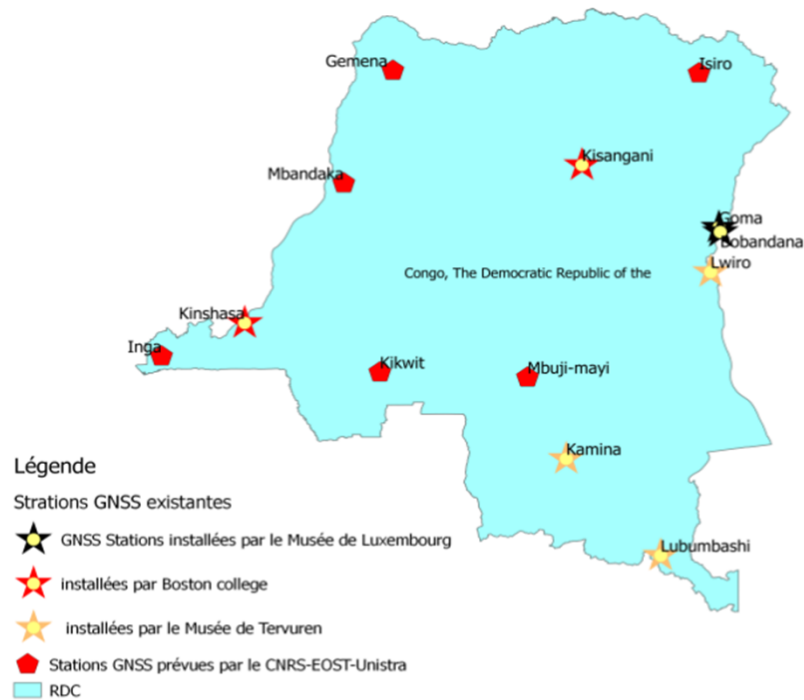 Gemena
Isiro
Kisangani
Mbandaka
Goma
Bobandana
Lwiro
Congo, The Democratic Republic of the
Kinshasa
Inga
Kikwit
Mbuji-mayi
Kamina
Légende
Strations GNSS existantes
Lubumbashi
GNSS Stations installées par le Musée de Luxembourg
installées par Boston college
installées par le Musée de Tervuren
Stations GNSS prévues par le CNRS-EOST-Unistra
RDC